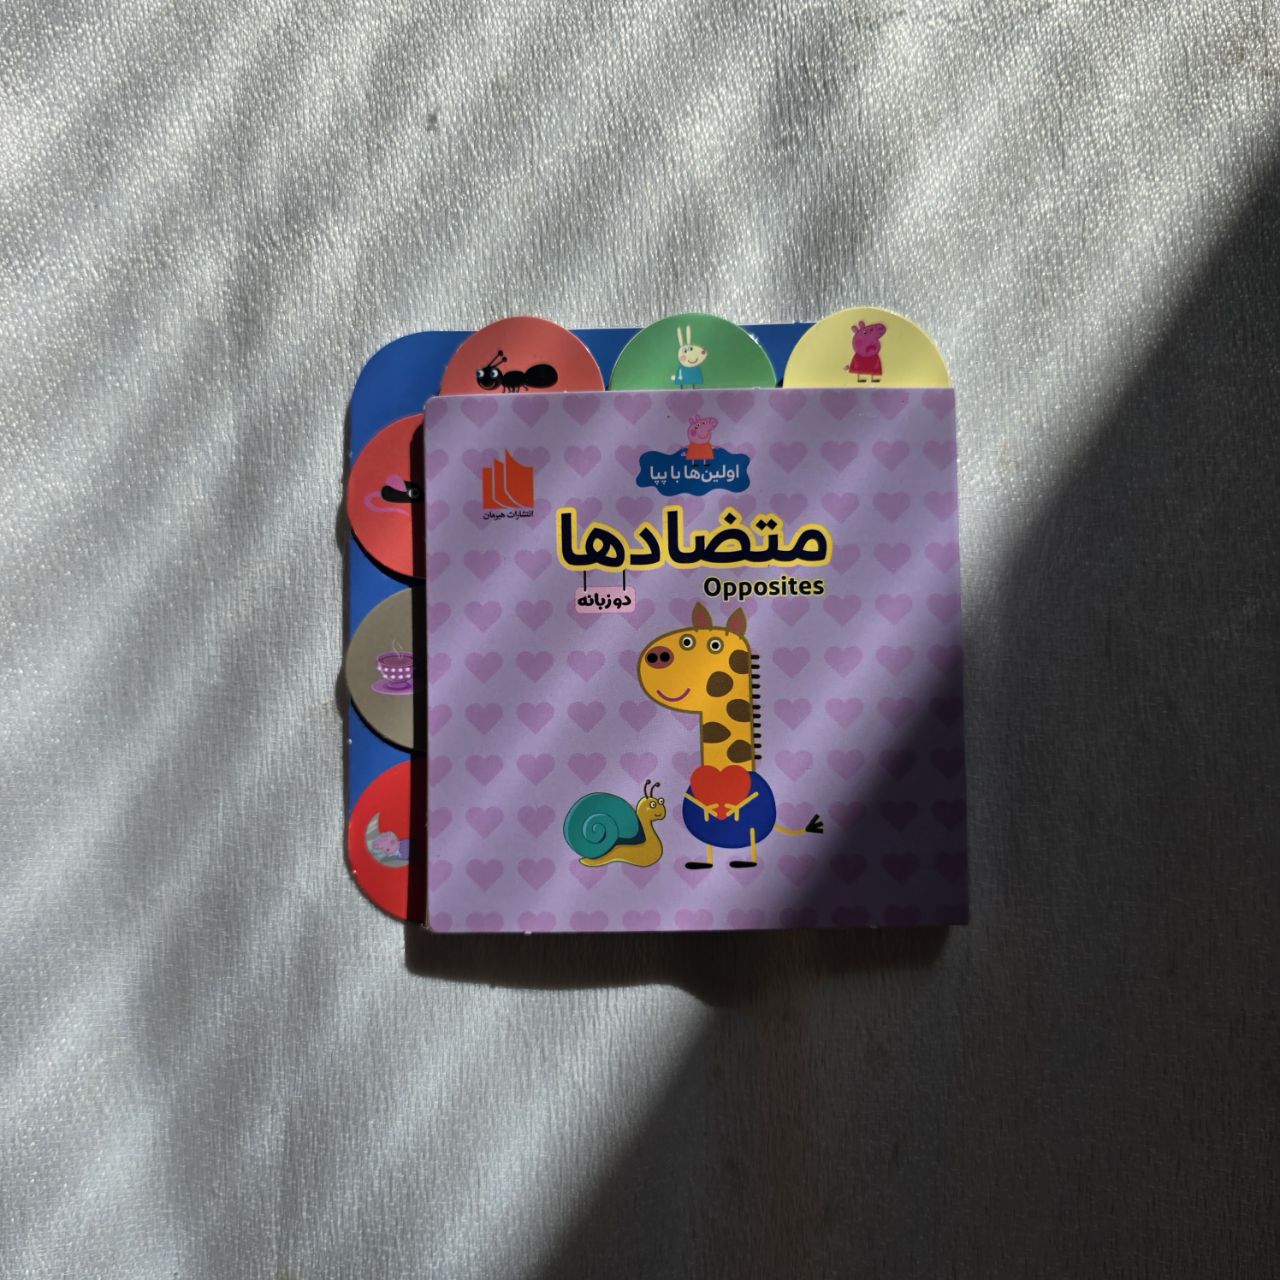 اولین‌ها با پپا
انتشارات هیرمان
متضادها
Opposites
دو زبانه